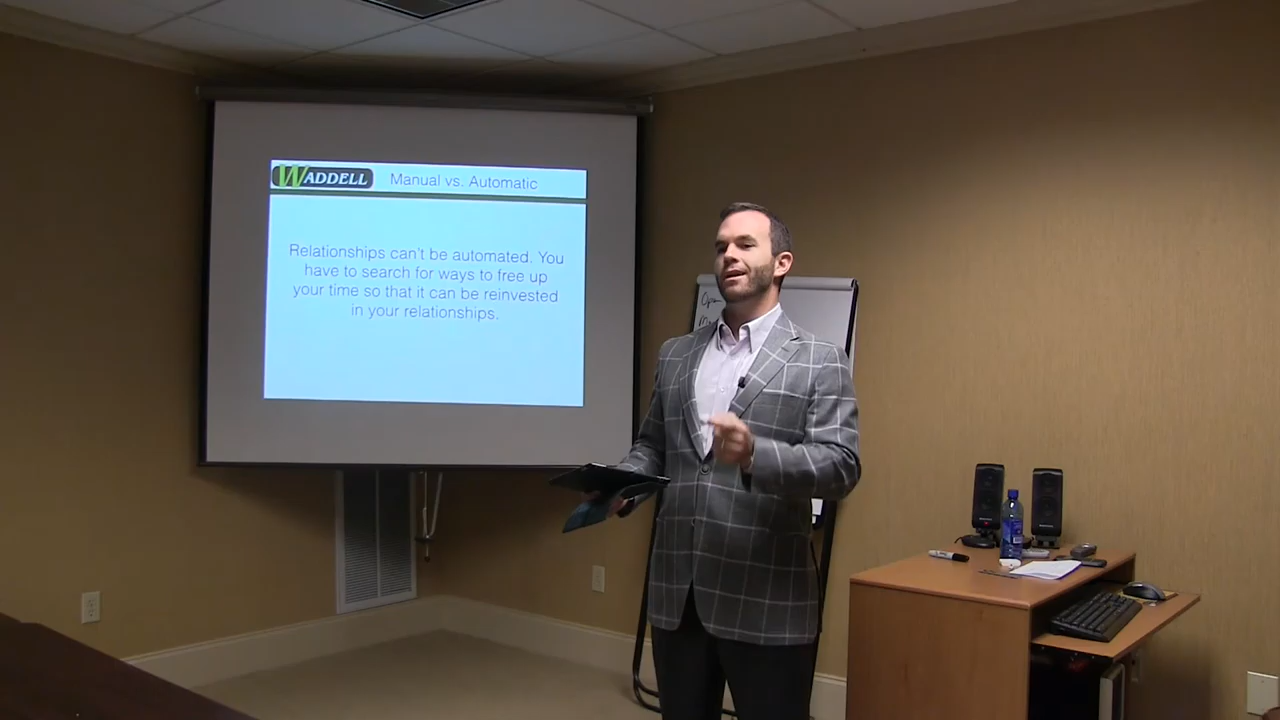 WADDELL
Manual vs. Automatic
Relationships can't be automated. You
have to search for ways to free up
your time so that it can be reinvested
in your relationships.